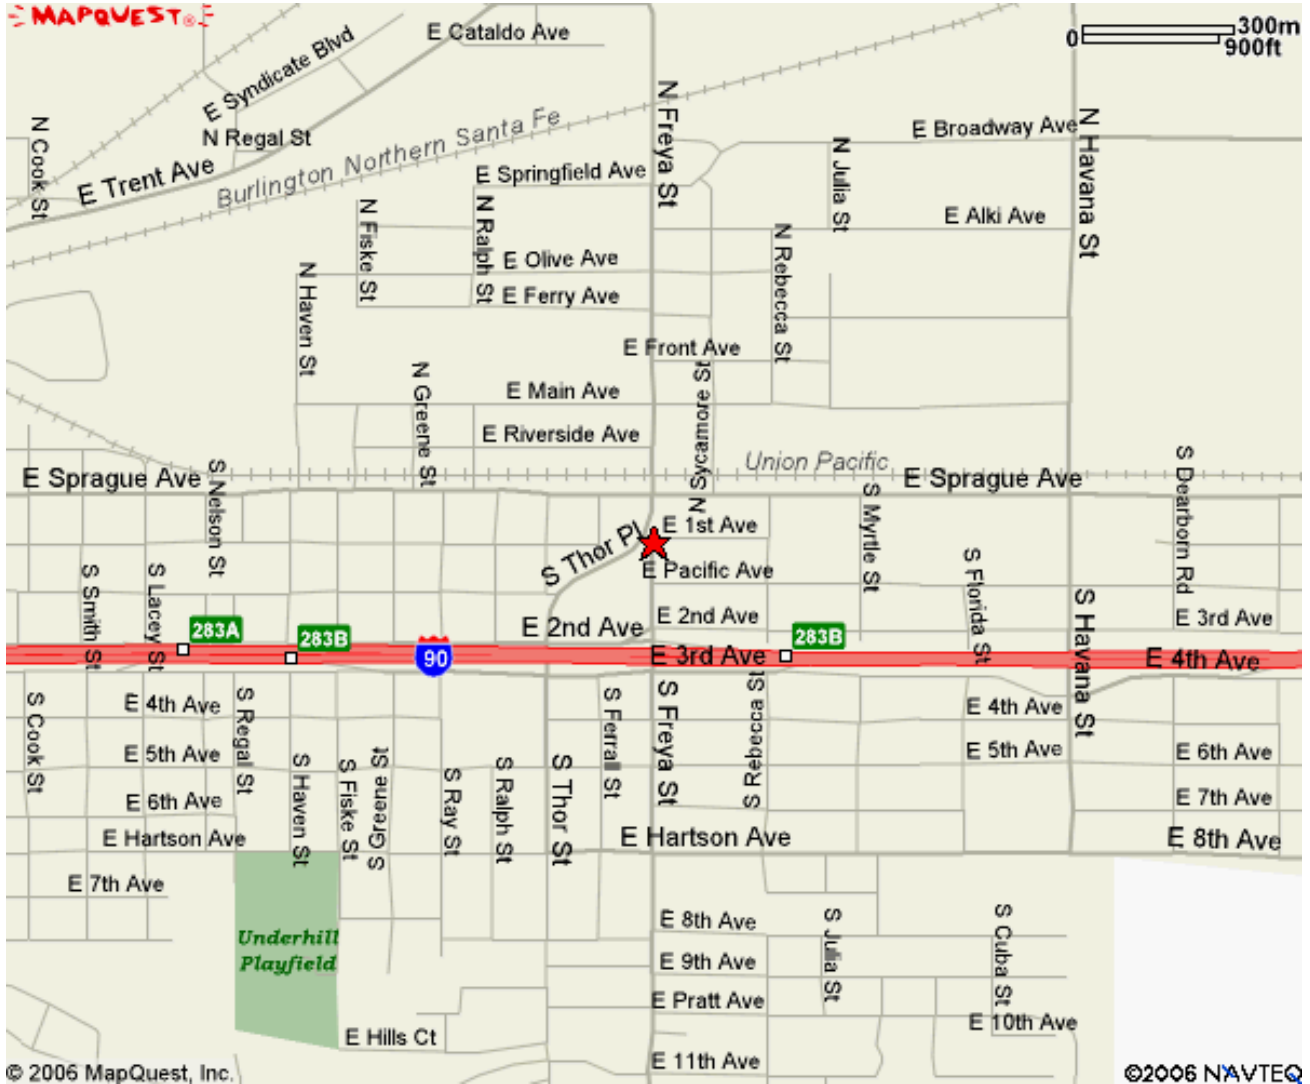 MAPQUEST®
300m
0
900ft
E Cataldo Ave
E Syndicate Blvd
N Regal St
E Trent Ave
Burlington Northern Santa Fe
N Cook St
N Freya St
E Broadway Ave
N Havana St
N Julia St
E Springfield Ave
E Alki Ave
N Fiske St
N Ralph St
N Rebecca St
E Olive Ave
N Haven St
E Ferry Ave
E Front Ave
N Greene St
E Main Ave
N Sycamore St
E Riverside Ave
Union Pacific
E Sprague Ave
E Sprague Ave
S Nelson St
S Dearborn Rd
S Myrtle St
E 1st Ave
S Thor Pl
E Pacific Ave
S Smith St
S Lacey St
S Florida St
S Havana St
E 2nd Ave
E 2nd Ave
E 3rd Ave
283A
283B
283B
90
E 3rd Ave
E 4th Ave
S Cook St
E 4th Ave
S Regal St
S Ferrall St
S Freya St
S Rebecca St
E 4th Ave
E 5th Ave
E 5th Ave
E 6th Ave
S Haven St
S Fiske St
S Greene St
S Ray St
S Ralph St
S Thor St
E 6th Ave
E 7th Ave
E Hartson Ave
E Hartson Ave
E 8th Ave
E 7th Ave
E 8th Ave
S Julia St
S Cuba St
Underhill
Playfield
E 9th Ave
E Pratt Ave
E 10th Ave
E Hills Ct
E 11th Ave
© 2006 MapQuest, Inc.
©2006 NAVTEQ